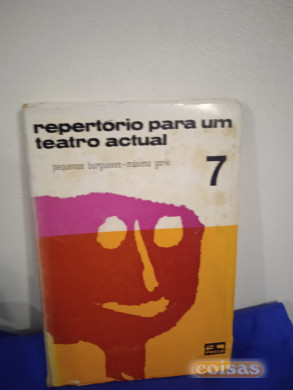 repertório para um
teatro actual
pequenos burgueses - máximo gorki
7
coisas